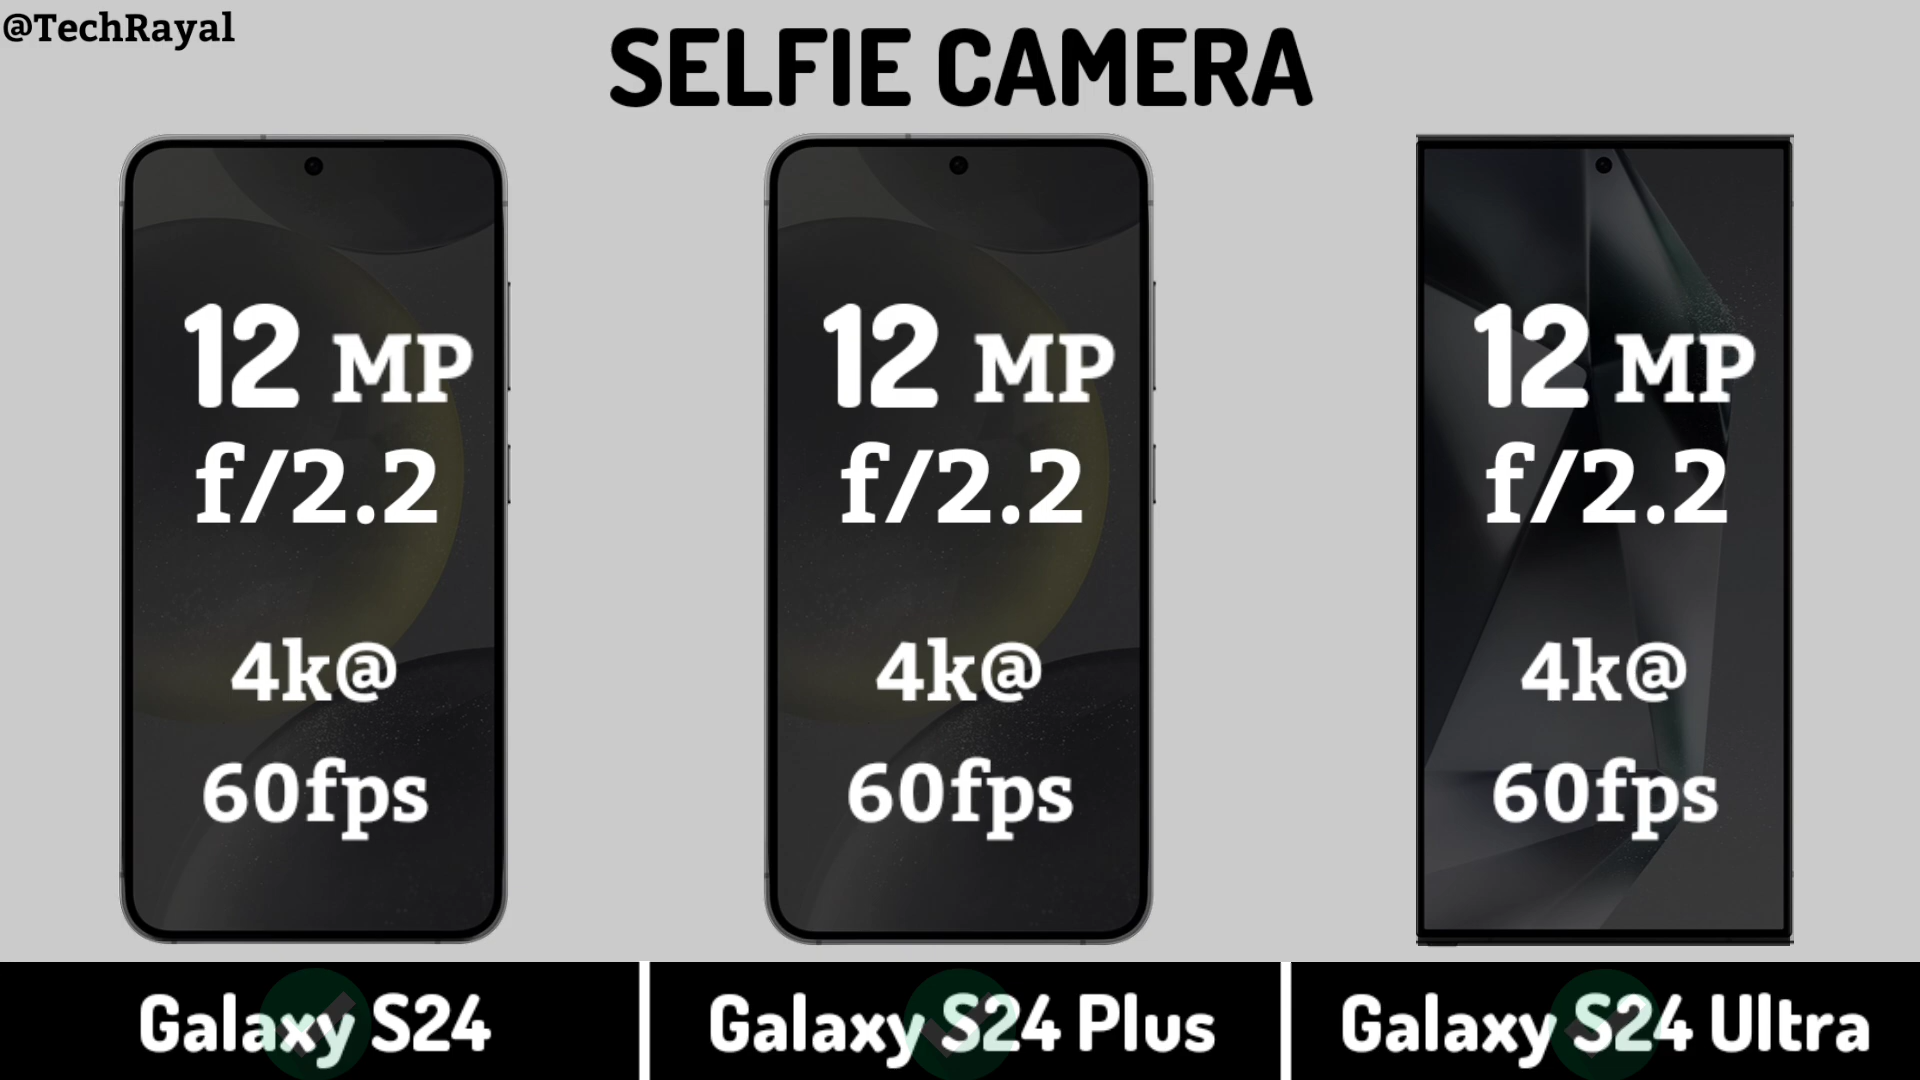 @TechRayal
SELFIE CAMERA
12 MP
f/2.2
4k@
60fps
12 MP
f/2.2
4k@
60fps
12 MP
f/2.2
4k@
60fps
Galaxy S24
Galaxy S24 Plus
Galaxy S24 Ultra